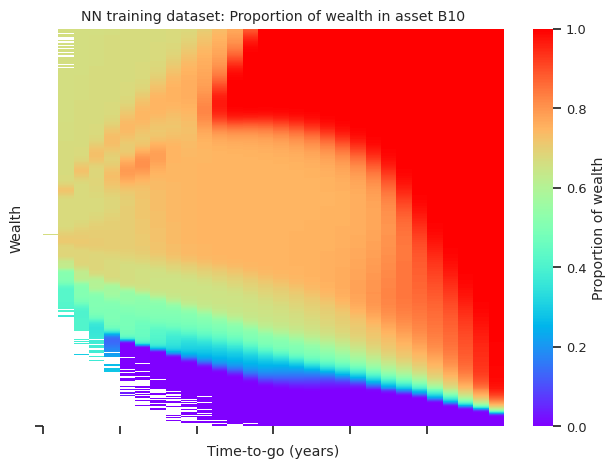 NN training dataset: Proportion of wealth in asset B10
Wealth
Time-to-go (years)
1.0
0.8
0.6
0.4
0.2
0.0
Proportion of wealth